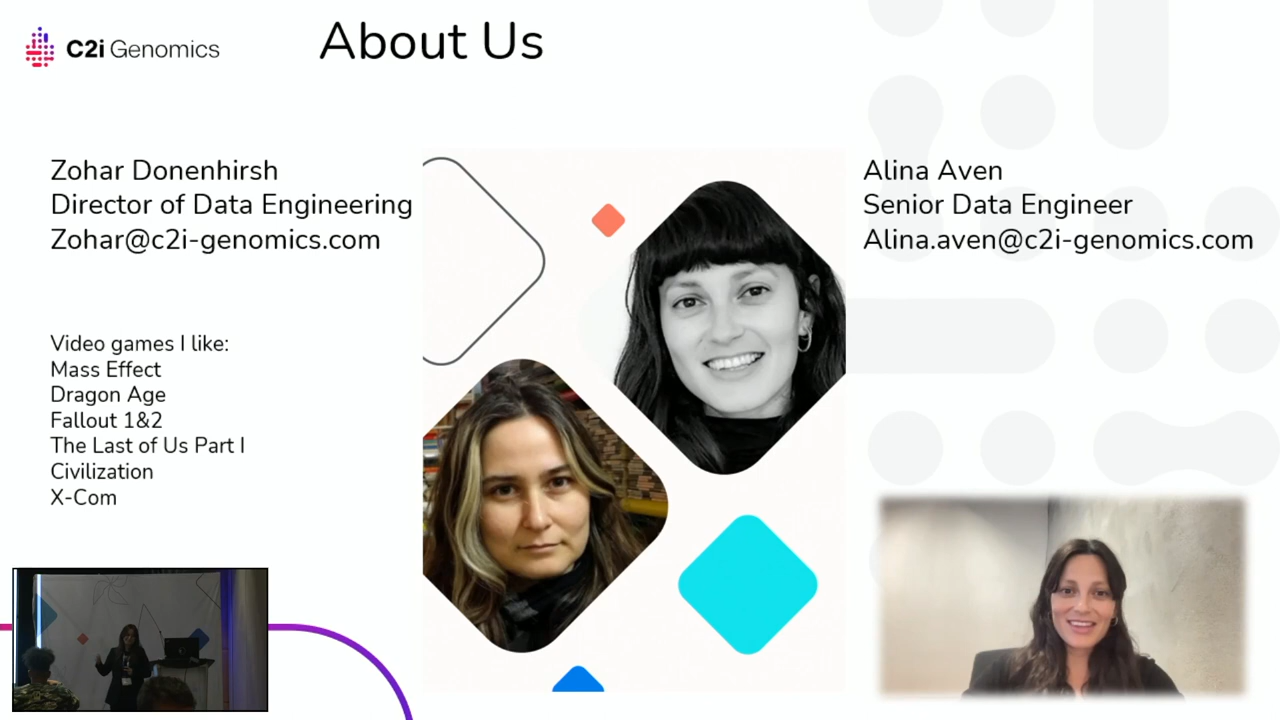 C2i Genomics
About Us
Zohar Donenhirsh
Director of Data Engineering
Zohar@c2i-genomics.com
Video games I like:
Mass Effect
Dragon Age
Fallout 1&2
The Last of Us Part I
Civilization
X-Com
Alina Aven
Senior Data Engineer
Alina.aven@c2i-genomics.com